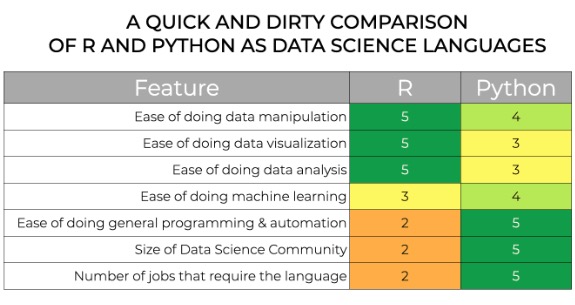 A QUICK AND DIRTY COMPARISON
OF R AND PYTHON AS DATA SCIENCE LANGUAGES
Feature R Python
Ease of doing data manipulation 5 4
Ease of doing data visualization 5 3
Ease of doing data analysis 5 3
Ease of doing machine learning 3 4
Ease of doing general programming & automation 2 5
Size of Data Science Community 2 5
Number of jobs that require the language 2 5